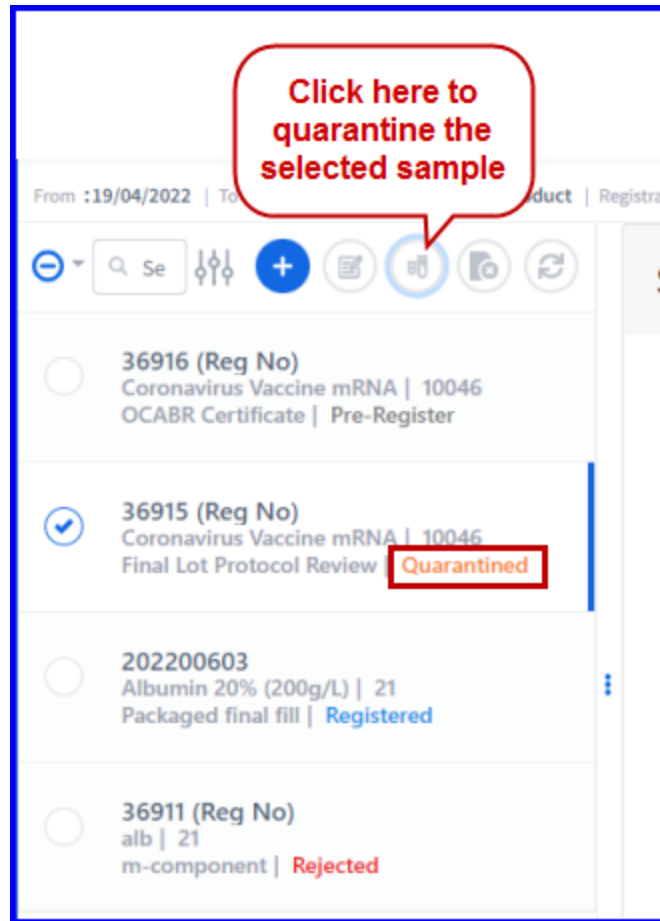 Click here to
quarantine the
selected sample
From : 19/04/2022 | To duct | Registra
Se
36916 (Reg No)
Coronavirus Vaccine mRNA | 10046
OCABR Certificate | Pre-Register
36915 (Reg No)
Coronavirus Vaccine mRNA | 10046
Final Lot Protocol Review | Quarantined
202200603
Albumin 20% (200g/L) | 21
Packaged final fill | Registered
36911 (Reg No)
alb | 21
m-component | Rejected